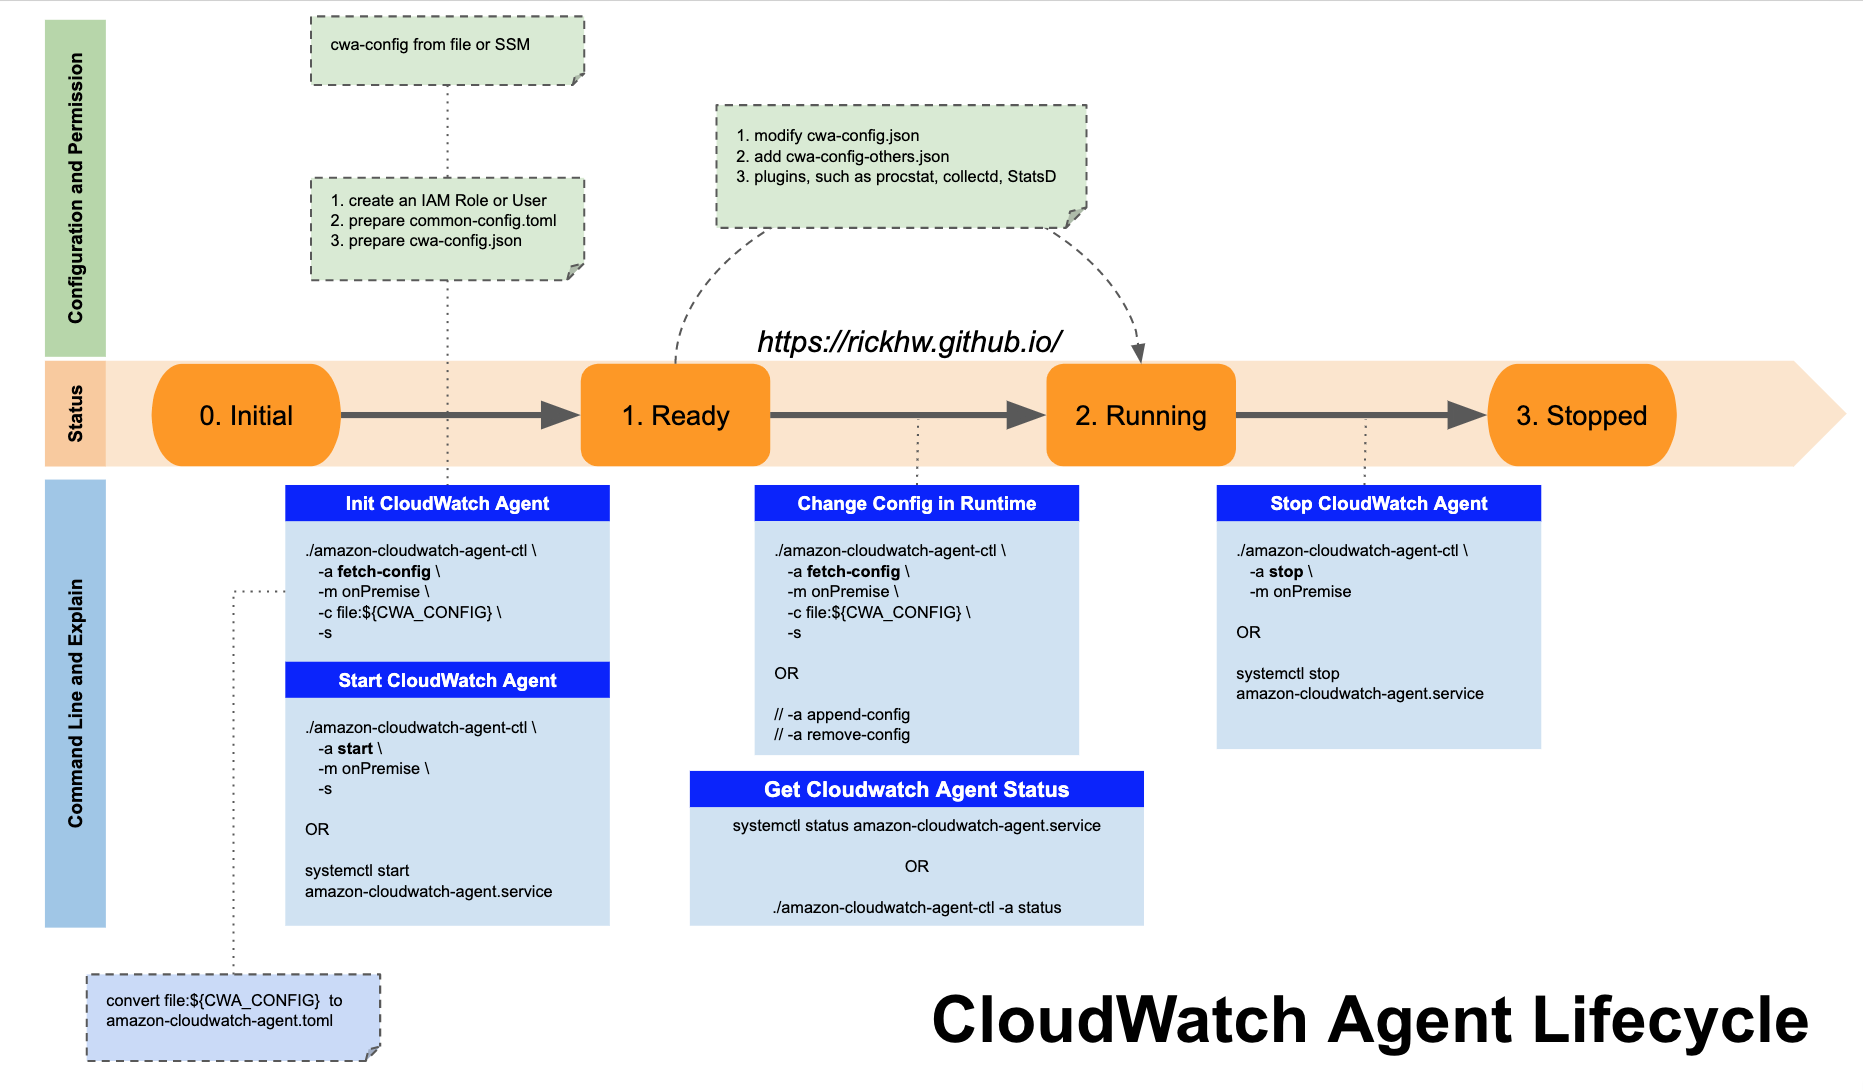 Configuration and Permission
cwa-config from file or SSM
1. create an IAM Role or User
2. prepare common-config.toml
3. prepare cwa-config.json
1. modify cwa-config.json
2. add cwa-config-others.json
3. plugins, such as procstat, collectd, StatsD
https://rickhw.github.io/
Status
0. Initial
1. Ready
2. Running
3. Stopped
Command Line and Explain
Init CloudWatch Agent
./amazon-cloudwatch-agent-ctl \
-a fetch-config \
-m onPremise \
-c file:${CWA_CONFIG} \
-s
Start CloudWatch Agent
./amazon-cloudwatch-agent-ctl \
-a start \
-m onPremise \
-s
OR
systemctl start
amazon-cloudwatch-agent.service
Change Config in Runtime
./amazon-cloudwatch-agent-ctl \
-a fetch-config \
-m onPremise \
-c file:${CWA_CONFIG} \
-s
OR
// -a append-config
// -a remove-config
Get Cloudwatch Agent Status
systemctl status amazon-cloudwatch-agent.service
OR
./amazon-cloudwatch-agent-ctl -a status
Stop CloudWatch Agent
./amazon-cloudwatch-agent-ctl \
-a stop \
-m onPremise
OR
systemctl stop
amazon-cloudwatch-agent.service
convert file:${CWA_CONFIG} to
amazon-cloudwatch-agent.toml
CloudWatch Agent Lifecycle